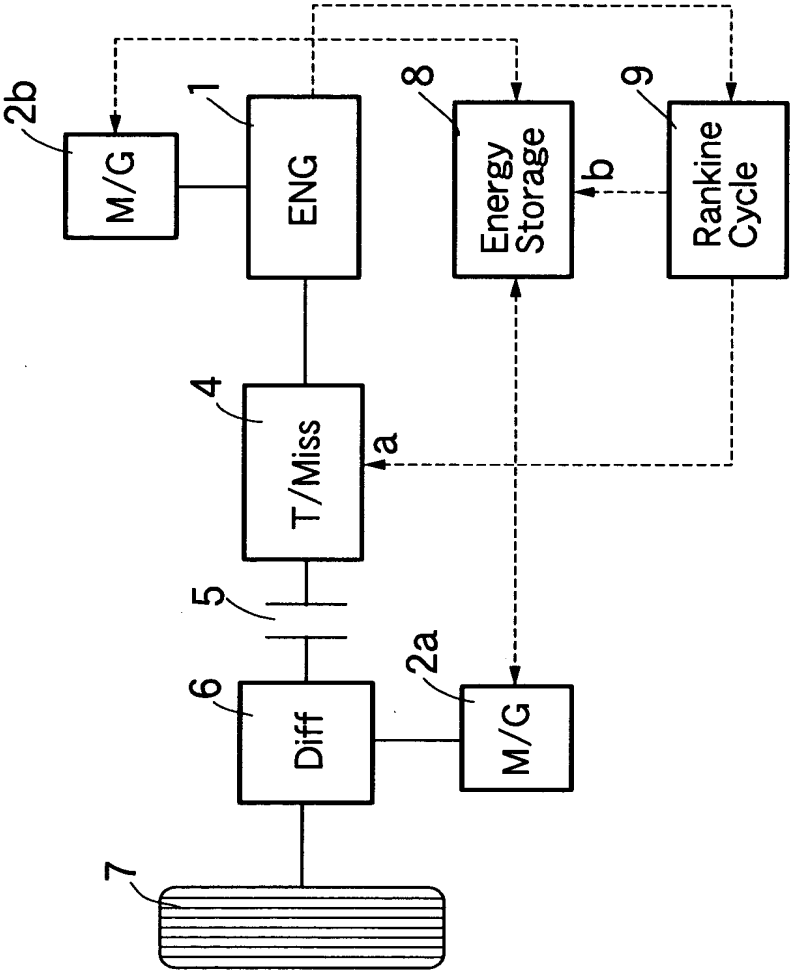 2b
M/G
7
6
5
4
1
Diff
T/Miss
ENG
a
2a
8
M/G
Energy
Storage
b
9
Rankine
Cycle